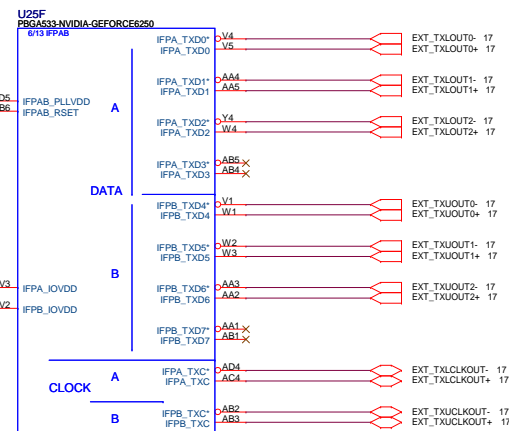 U25F
PBGA533-NVIDIA-GEFORCE6250
6/13 IFPAB
IFPA_TXD0* V4 EXT_TXLOUT0- 17
IFPA_TXD0 V5 EXT_TXLOUT0+ 17
IFPA_TXD1* AA4 EXT_TXLOUT1- 17
IFPA_TXD1 AA5 EXT_TXLOUT1+ 17
IFPAB_PLLVDD
IFPAB_RSET
A
IFPA_TXD2* Y4 EXT_TXLOUT2- 17
IFPA_TXD2 W4 EXT_TXLOUT2+ 17
IFPA_TXD3* AB5
IFPA_TXD3 AB4
DATA
IFPB_TXD4* V1 EXT_TXUOUT0- 17
IFPB_TXD4 W1 EXT_TXUOUT0+ 17
IFPB_TXD5* W2 EXT_TXUOUT1- 17
IFPB_TXD5 W3 EXT_TXUOUT1+ 17
B
IFPA_IOVDD
IFPB_IOVDD
IFPB_TXD6* AA3 EXT_TXUOUT2- 17
IFPB_TXD6 AA2 EXT_TXUOUT2+ 17
IFPB_TXD7* AA1
IFPB_TXD7 AB1
CLOCK
A
IFPA_TXC* AD4 EXT_TXLCLKOUT- 17
IFPA_TXC AC4 EXT_TXLCLKOUT+ 17
B
IFPB_TXC* AB2 EXT_TXUCLKOUT- 17
IFPB_TXC AB3 EXT_TXUCLKOUT+ 17